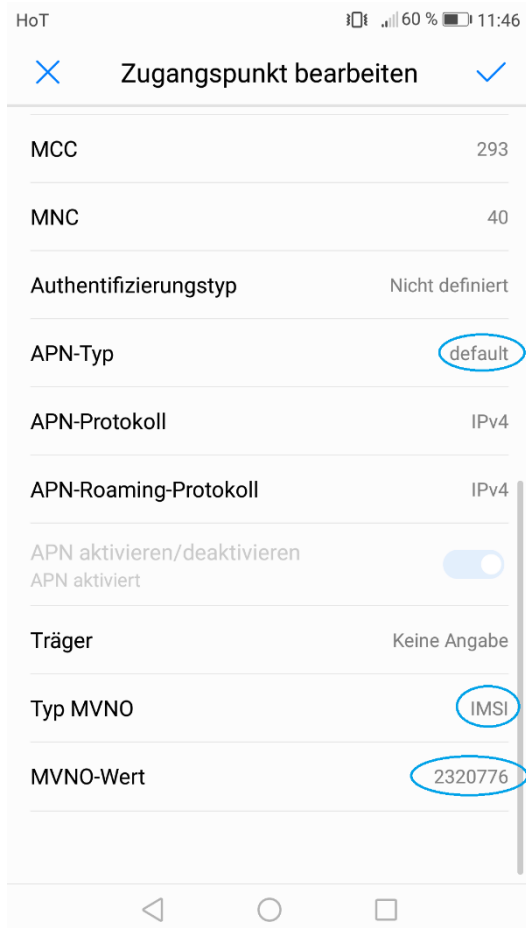 HoT 60 % 11:46
Zugangspunkt bearbeiten
MCC 293
MNC 40
Authentifizierungstyp Nicht definiert
APN-Typ default
APN-Protokoll IPv4
APN-Roaming-Protokoll IPv4
APN aktivieren/deaktivieren
APN aktiviert
Träger Keine Angabe
Typ MVNO IMSI
MVNO-Wert 2320776